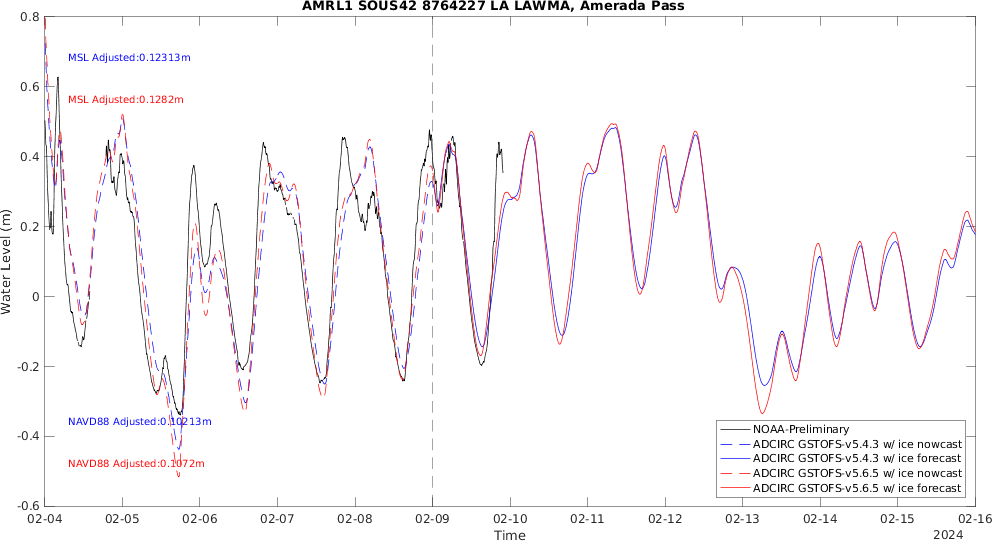 AMRL1 SOUS42 8764227 LA LAWMA, Amerada Pass
Water Level (m)
0.8
0.6
0.4
0.2
0
-0.2
-0.4
-0.6
MSL Adjusted:0.12313m
MSL Adjusted:0.1282m
NAVD88 Adjusted:0.10213m
NAVD88 Adjusted:0.1072m
NOAA-Preliminary
ADCIRC GSTOFS-v5.4.3 w/ ice nowcast
ADCIRC GSTOFS-v5.4.3 w/ ice forecast
ADCIRC GSTOFS-v5.6.5 w/ ice nowcast
ADCIRC GSTOFS-v5.6.5 w/ ice forecast
02-04 02-05 02-06 02-07 02-08 02-09 02-10 02-11 02-12 02-13 02-14 02-15 02-16
Time
2024